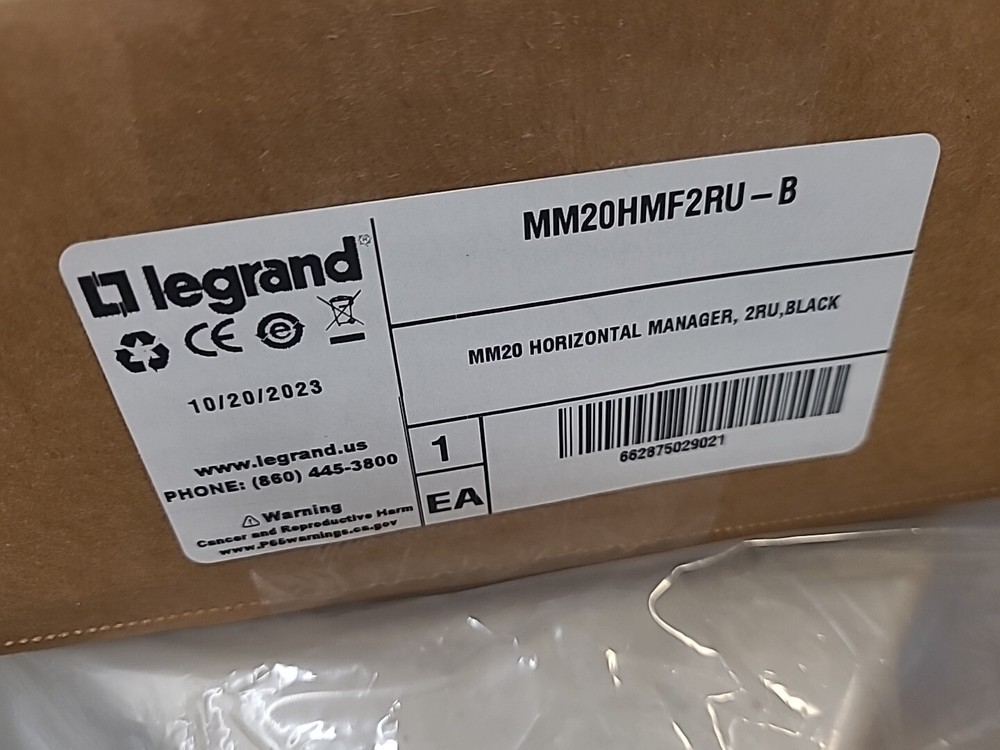 legrand®
10/20/2023
www.legrand.us
PHONE: (860) 445-3800
Warning
Cancer and Reproductive Harm
www.P65warnings.ca.gov
MM20HMF2RU-B
MM20 HORIZONTAL MANAGER, 2RU,BLACK
1
EA
662875029021